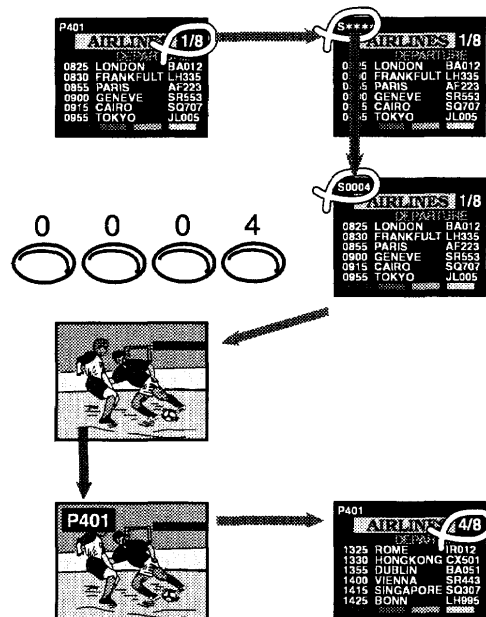 P401
AIRLINES 1/8
DEPARTURE
0825 LONDON BA012
0830 FRANKFULT LH335
0855 PARIS AF223
0900 GENEVE SR553
0915 CAIRO SQ707
0955 TOKYO JL005
S****
AIRLINES 1/8
DEPARTURE
LONDON BA012
FRANKFULT LH335
PARIS AF223
GENEVE SR553
CAIRO SQ707
TOKYO JL005
S0004
AIRLINES 1/8
DEPARTURE
0825 LONDON BA012
0830 FRANKFULT LH335
0855 PARIS AF223
0900 GENEVE SR553
0915 CAIRO SQ707
0955 TOKYO JL005
0 0 0 4
P401
P401
AIRLINES 4/8
1325 ROME IR012
1330 HONGKONG CX501
1355 DUBLIN BA051
1400 VIENNA SR443
1415 SINGAPORE SQ307
1425 BONN LH995